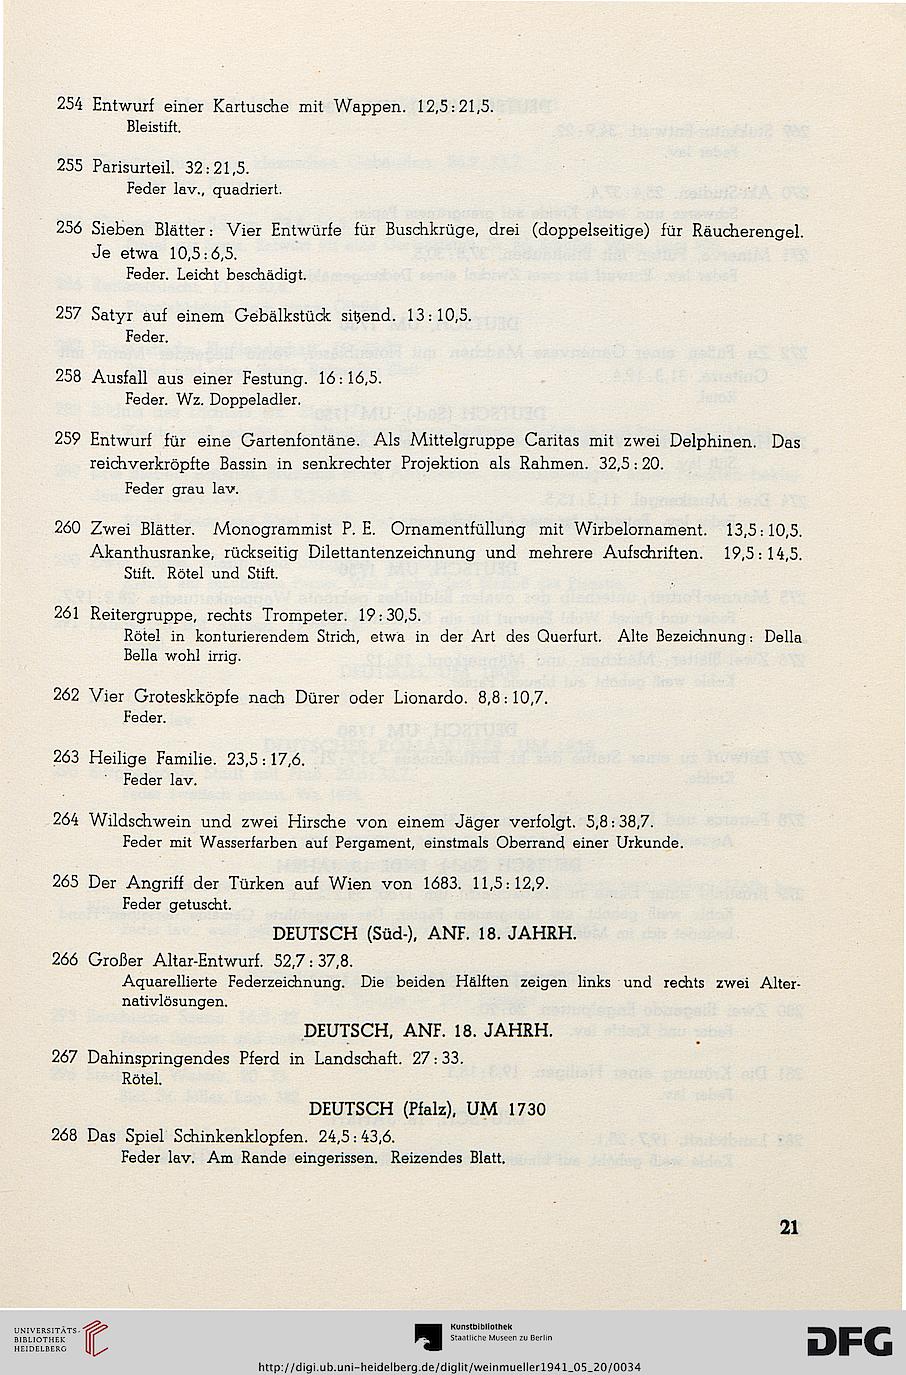 254 Entwurf einer Kartusche mit Wappen. 12,5:21,5.
Bleistift.
255 Parisurteil. 32:21,5.
Feder lav., quadriert.
256 Sieben Blätter: Vier Entwürfe für Buschkrüge, drei (doppelseitige) für Räucherengel.
Je etwa 10,5:6,5.
Feder. Leicht beschädigt.
257 Satyr auf einem Gebälkstück sitzend. 13:10,5.
Feder.
258 Ausfall aus einer Festung. 16:16,5.
Feder. Wz. Doppeladler.
259 Entwurf für eine Gartenfontäne. Als Mittelgruppe Caritas mit zwei Delphinen. Das
reichverkröpfte Bassin in senkrechter Projektion als Rahmen. 32,5:20.
Feder grau lav.
260 Zwei Blätter. Monogrammist P. E. Ornamentfüllung mit Wirbelornament. 13,5:10,5.
Akanthusranke, rückseitig Dilettantenzeichnung und mehrere Aufschriften. 19,5:14,5.
Stift. Rötel und Stift.
261 Reitergruppe, rechts Trompeter. 19:30,5.
Rötel in konturierendem Strich, etwa in der Art des Querfurt. Alte Bezeichnung: Della
Bella wohl irrig.
262 Vier Groteskköpfe nach Dürer oder Lionardo. 8,8:10,7.
Feder.
263 Heilige Familie. 23,5:17,6.
Feder lav.
264 Wildschwein und zwei Hirsche von einem Jäger verfolgt. 5,8:38,7.
Feder mit Wasserfarben auf Pergament, einstmals Oberrand einer Urkunde.
265 Der Angriff der Türken auf Wien von 1683. 11,5:12,9.
Feder getuscht.
DEUTSCH (Süd-), ANF. 18. JAHRH.
266 Großer Altar-Entwurf. 52,7:37,8.
Aquarellierte Federzeichnung. Die beiden Hälften zeigen links und rechts zwei Alter-
nativlösungen.
DEUTSCH, ANF. 18. JAHRH.
267 Dahinspringendes Pferd in Landschaft. 27:33.
Rötel.
DEUTSCH (Pfalz), UM 1730
268 Das Spiel Schinkenklopfen. 24,5:43,6.
Feder lav. Am Rande eingerissen. Reizendes Blatt.
21
UNIVERSITÄTS-
BIBLIOTHEK
HEIDELBERG
Kunstbibliothek
Staatliche Museen zu Berlin
DFG
http://digi.ub.uni-heidelberg.de/diglit/weinmueller1941_05_20/0034